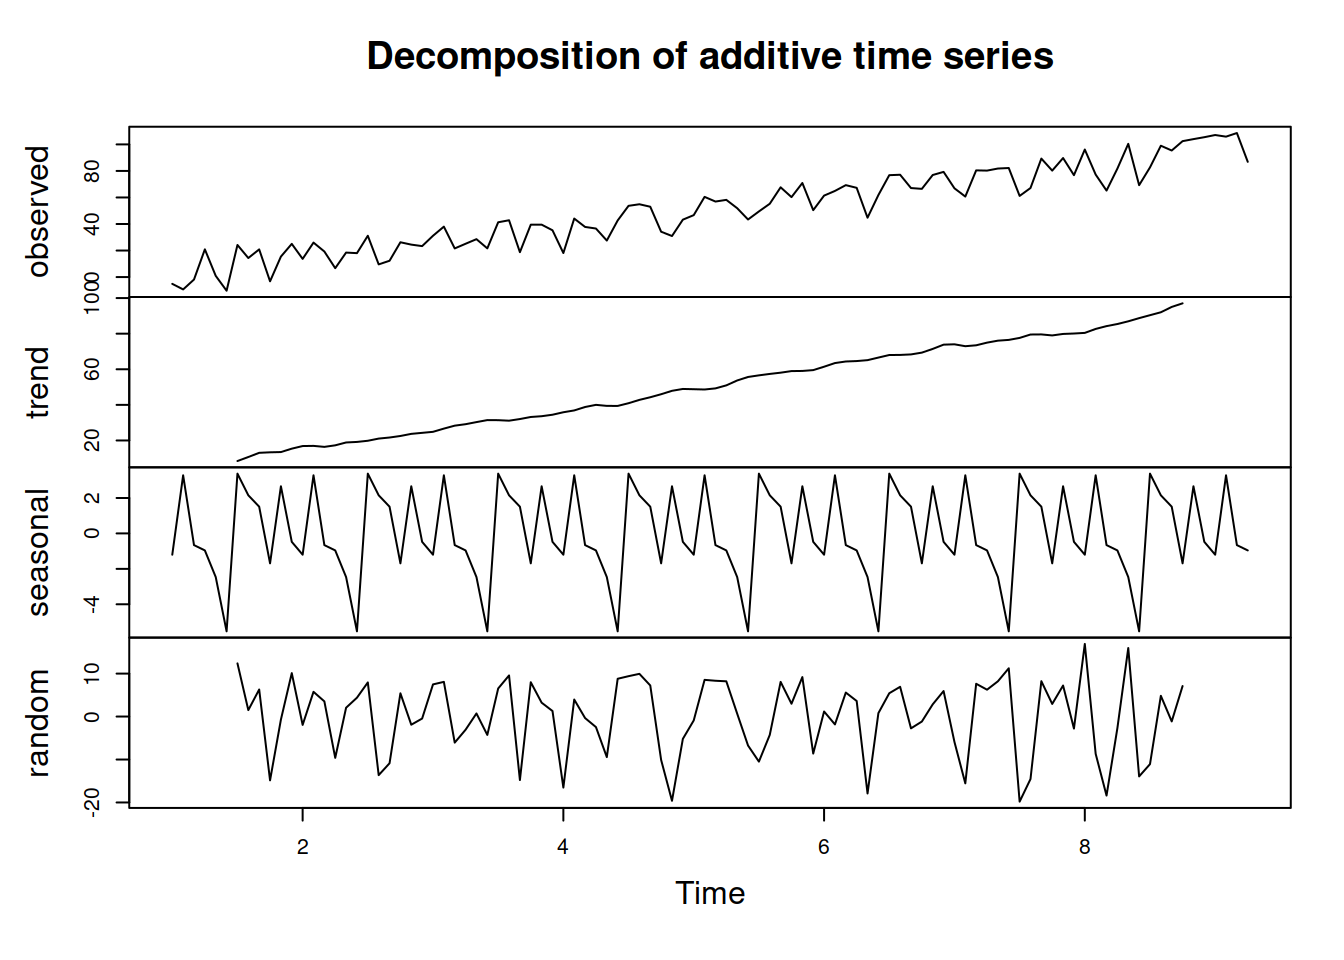 Decomposition of additive time series
observed
0 40 80
trend
20 60 100
seasonal
-4 0 2
random
-20 0 10
2 4 6 8
Time